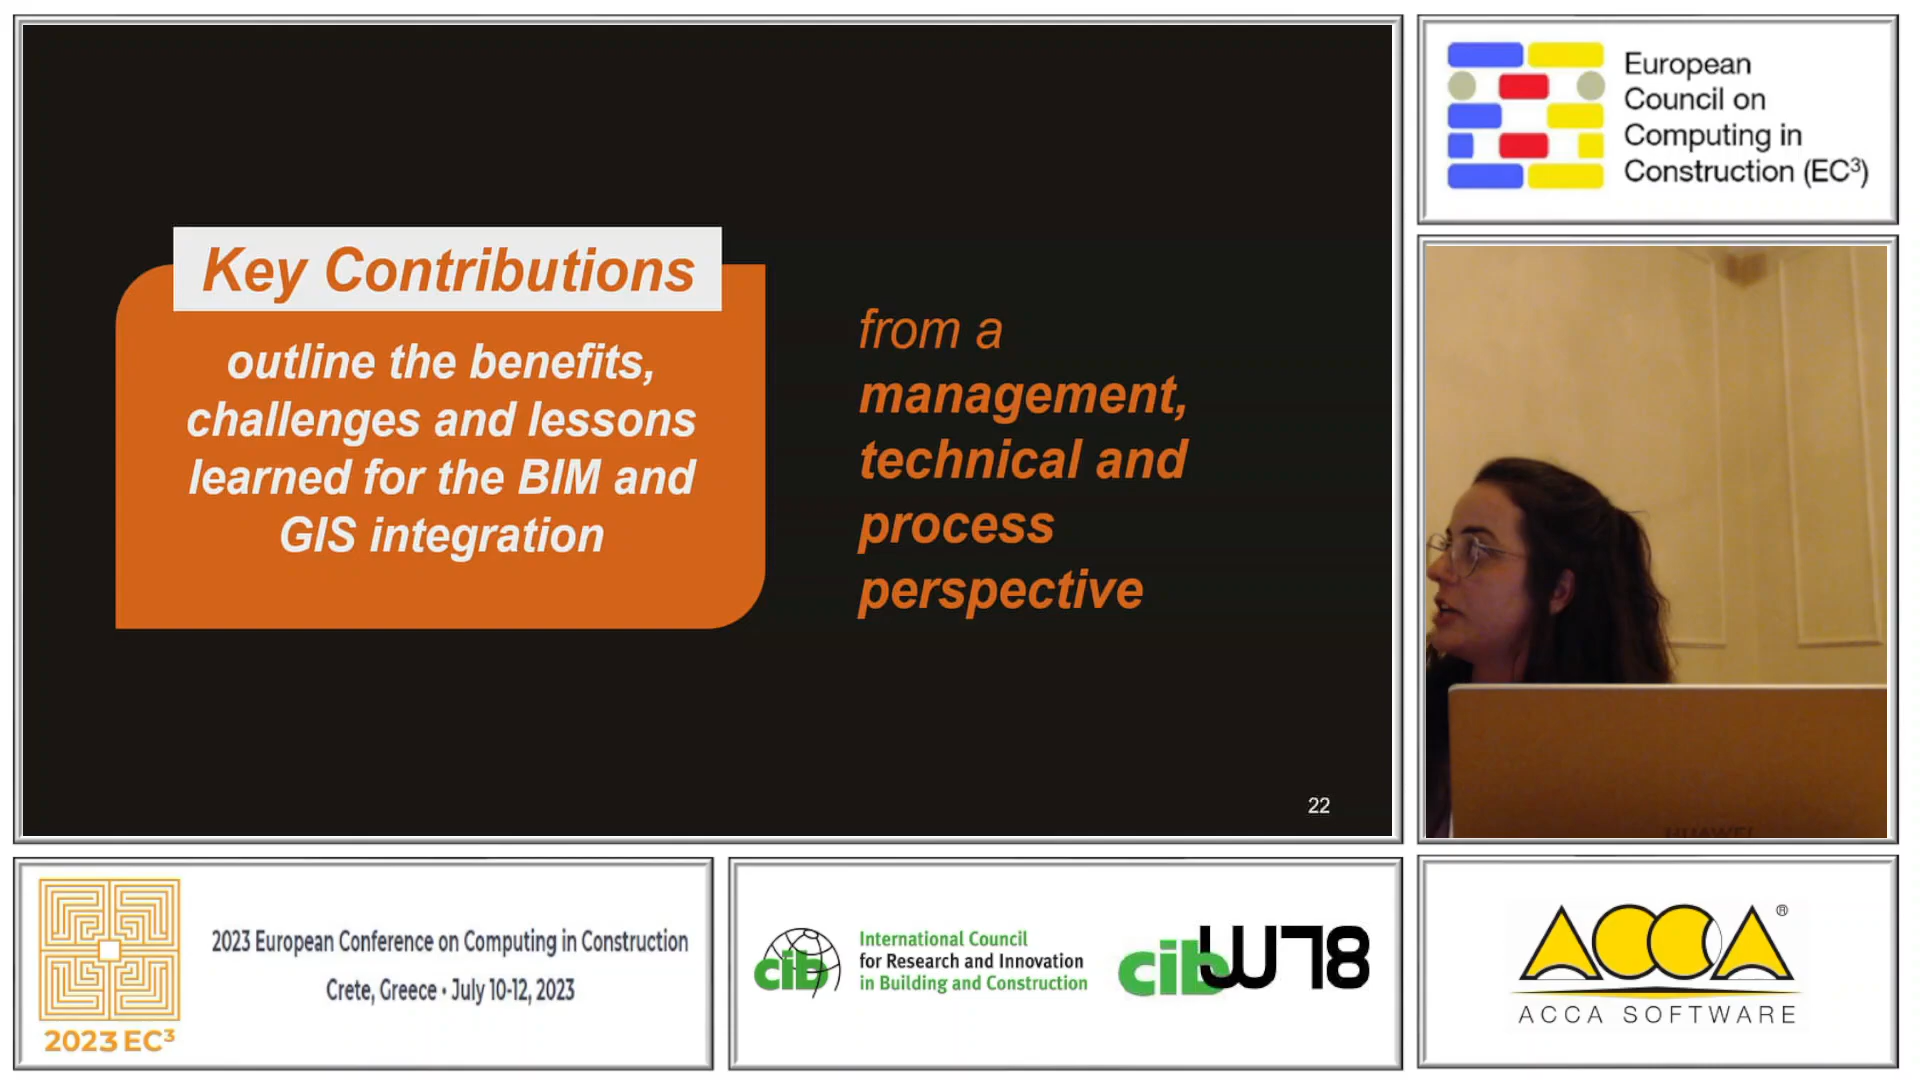 Key Contributions
outline the benefits,
challenges and lessons
learned for the BIM and
GIS integration
from a
management,
technical and
process
perspective
22
European
Council on
Computing in
Construction (EC³)
HUAWEI
2023 European Conference on Computing in Construction
Crete, Greece • July 10-12, 2023
2023 EC³
cib
International Council
for Research and Innovation
in Building and Construction
cib W78
ACCA®
ACCA SOFTWARE